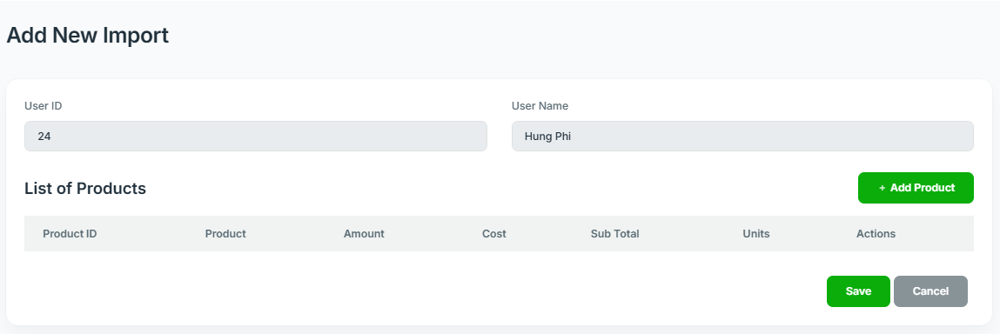 Add New Import
User ID
User Name
24
Hung Phi
List of Products
+ Add Product
Product ID Product Amount Cost Sub Total Units Actions
Save Cancel